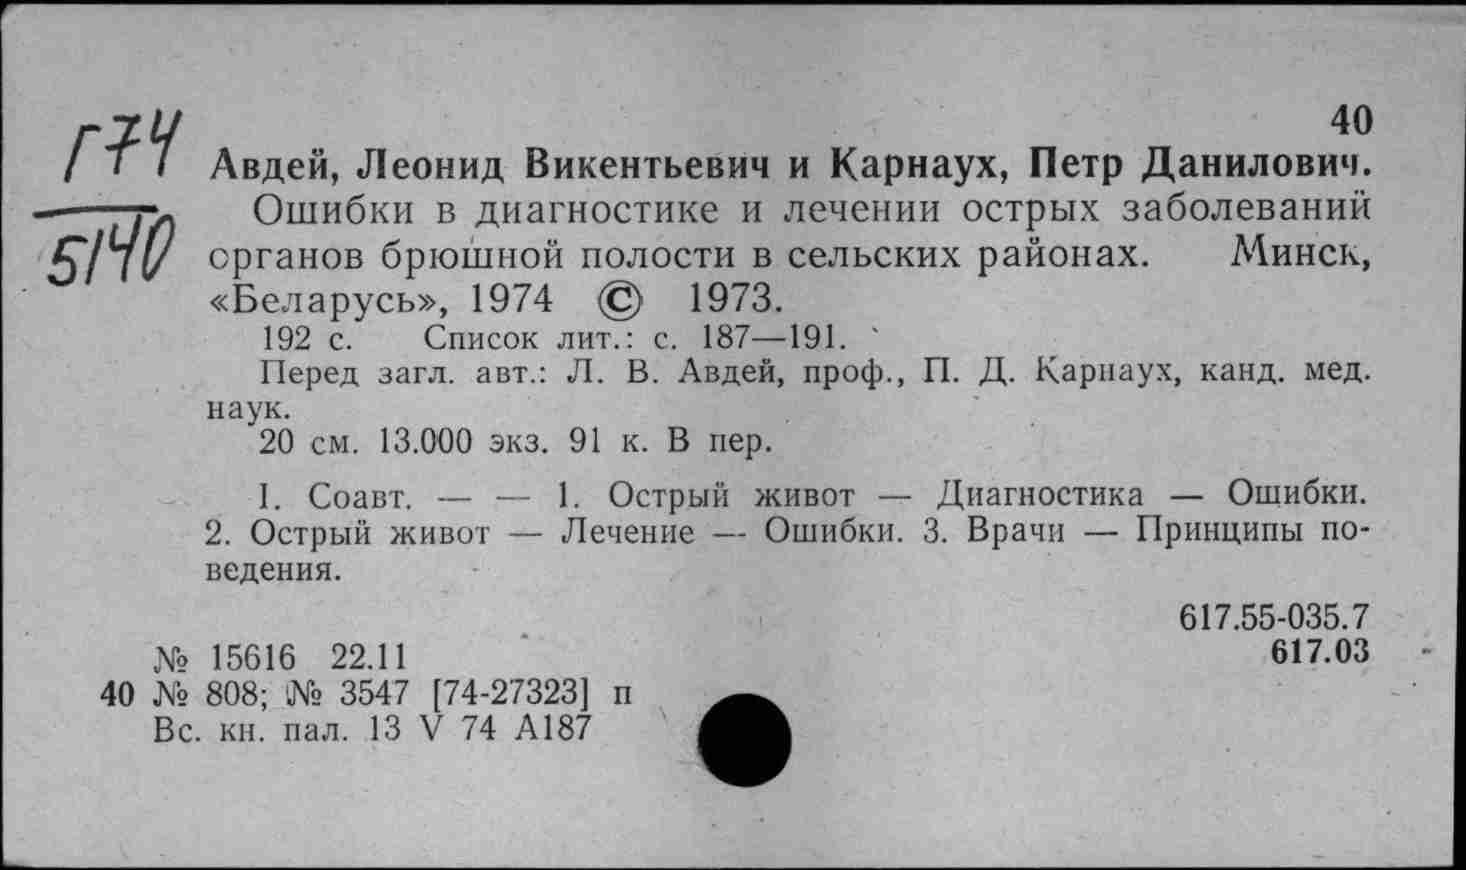 Г74
5140
40
Авдей, Леонид Викентьевич и Карнаух, Петр Данилович.
Ошибки в диагностике и лечении острых заболеваний
органов брюшной полости в сельских районах. Минск,
«Беларусь», 1974 © 1973.
192 с. Список лит.: с. 187—191.
Перед загл. авт.: Л. В. Авдей, проф., П. Д. Карнаух, канд. мед.
наук.
20 см. 13.000 экз. 91 к. В пер.
1. Соавт. — — 1. Острый живот — Диагностика — Ошибки.
2. Острый живот — Лечение — Ошибки. 3. Врачи — Принципы по-
ведения.
617.55-035.7
№ 15616 22.11 617.03
40 № 808; № 3547 [74-27323] п
Вс. кн. пал. 13 V 74 А187